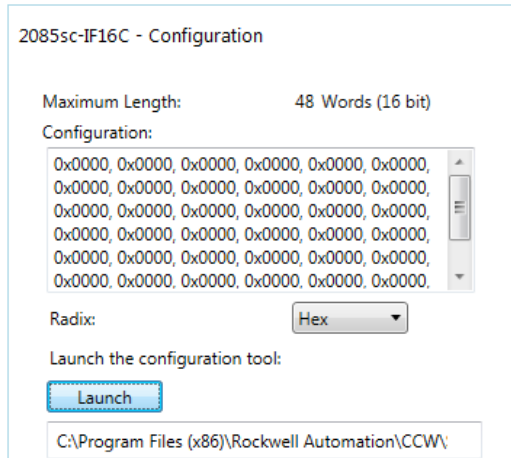 2085sc-IF16C - Configuration
Maximum Length: 48 Words (16 bit)
Configuration:
0x0000, 0x0000, 0x0000, 0x0000, 0x0000, 0x0000,
0x0000, 0x0000, 0x0000, 0x0000, 0x0000, 0x0000,
0x0000, 0x0000, 0x0000, 0x0000, 0x0000, 0x0000,
0x0000, 0x0000, 0x0000, 0x0000, 0x0000, 0x0000,
0x0000, 0x0000, 0x0000, 0x0000, 0x0000, 0x0000,
0x0000, 0x0000, 0x0000, 0x0000, 0x0000, 0x0000,
Radix: Hex
Launch the configuration tool:
Launch
C:\Program Files (x86)\Rockwell Automation\CCW\